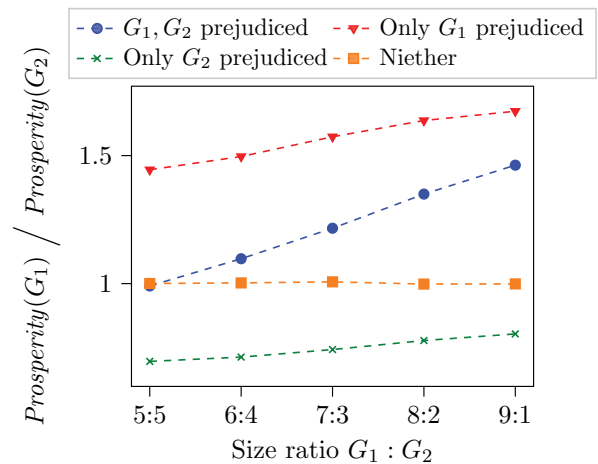 G₁, G₂ prejudiced
Only G₁ prejudiced
Only G₂ prejudiced
Niether
Prosperity(G₁) / Prosperity(G₂)
1.5
1
5:5
6:4
7:3
8:2
9:1
Size ratio G₁ : G₂